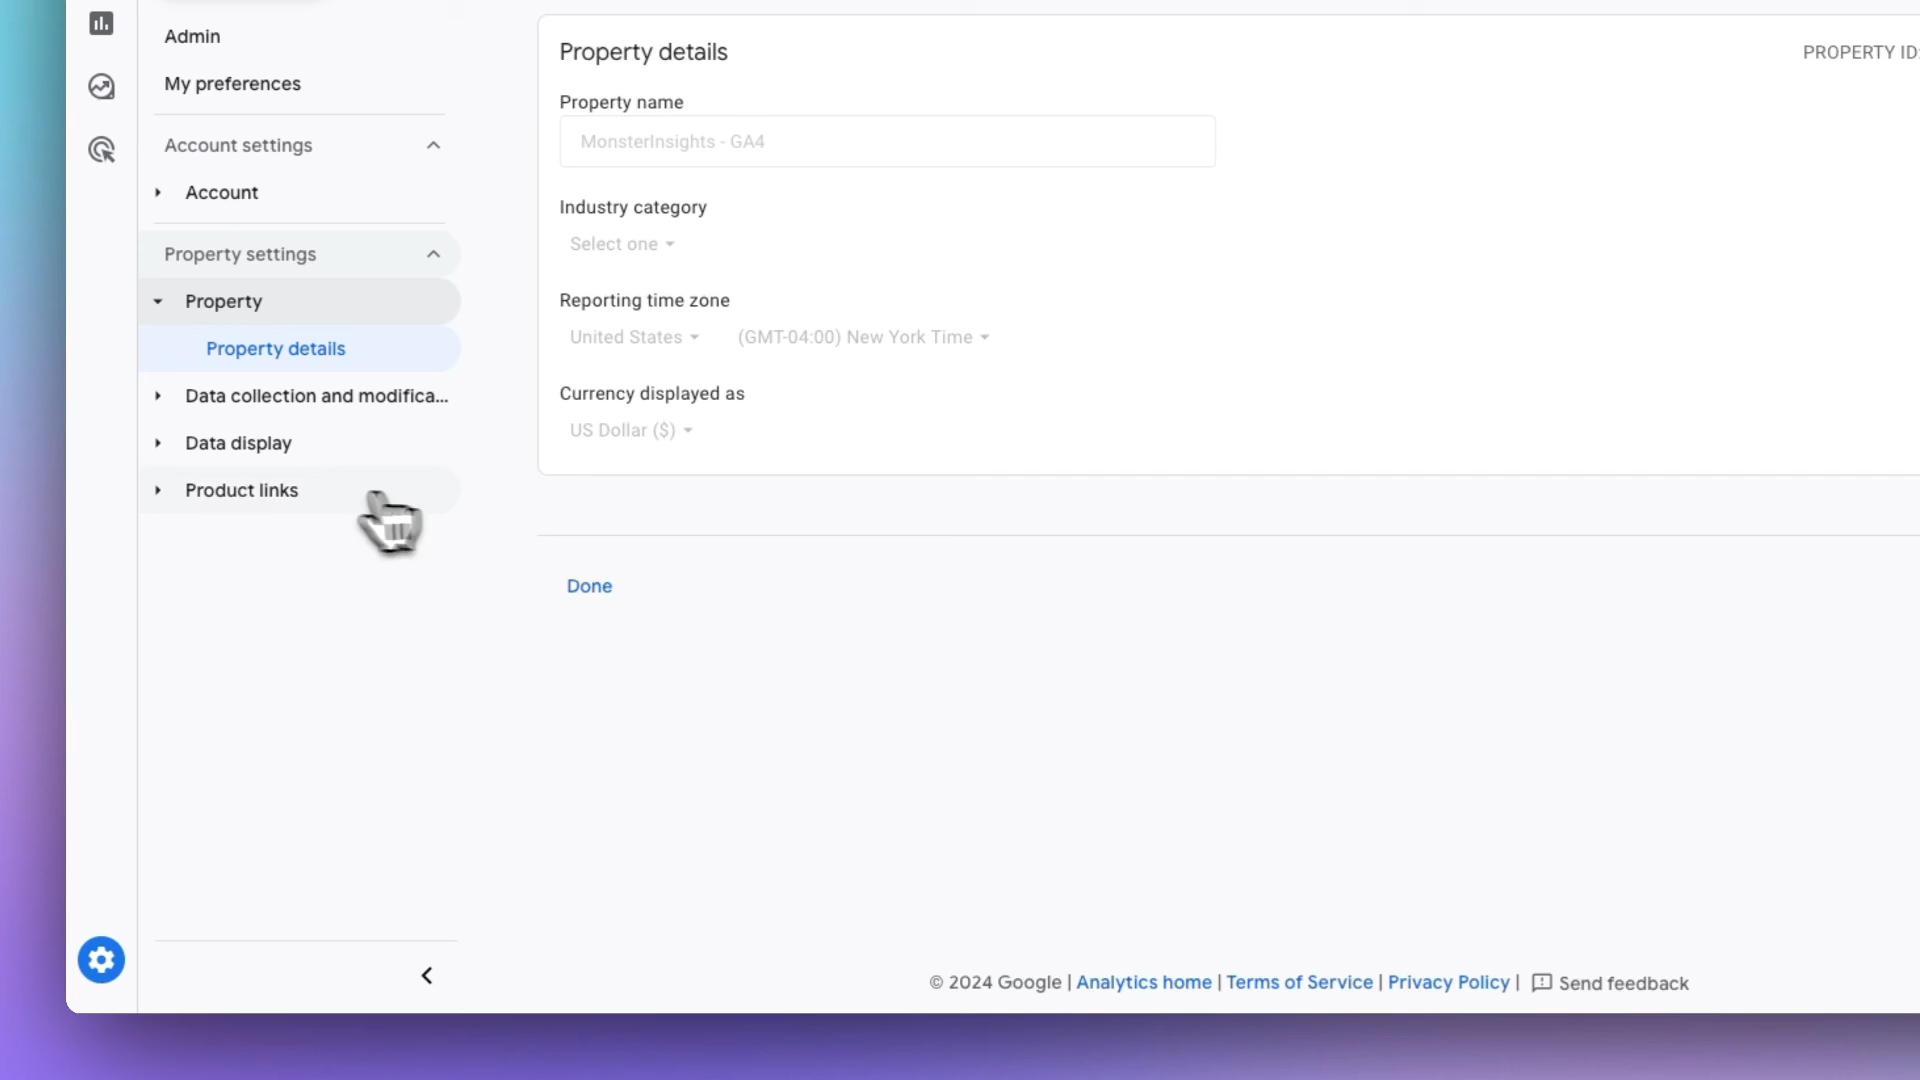 Admin
My preferences
Account settings
Account
Property settings
Property
Property details
Data collection and modifica...
Data display
Product links
Property details
PROPERTY ID:
Property name
MonsterInsights - GA4
Industry category
Select one
Reporting time zone
United States (GMT-04:00) New York Time
Currency displayed as
US Dollar ($)
Done
© 2024 Google | Analytics home | Terms of Service | Privacy Policy | Send feedback